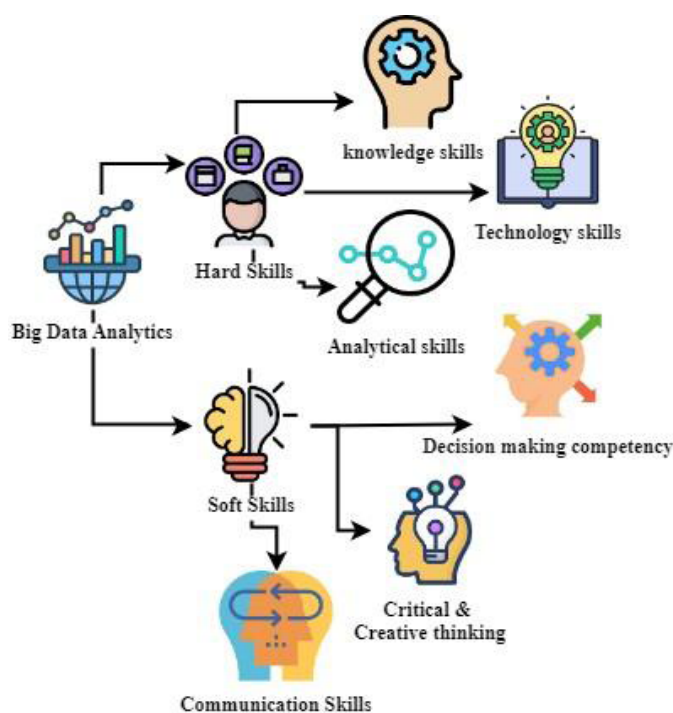 knowledge skills
Technology skills
Hard Skills
Big Data Analytics
Analytical skills
Decision making competency
Soft Skills
Critical &
Creative thinking
Communication Skills